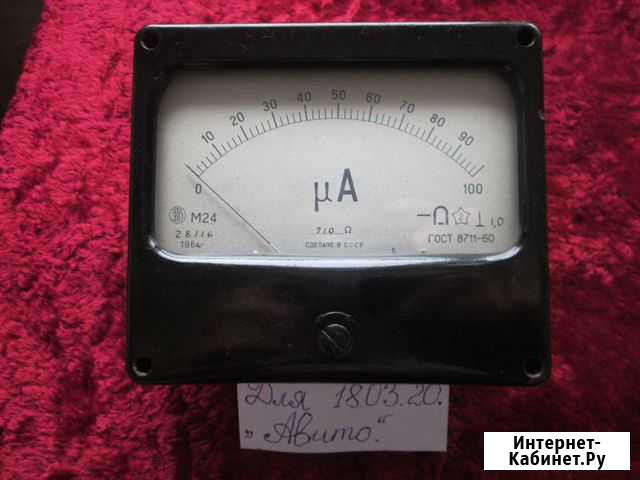 0 10 20 30 40 50 60 70 80 90 100
μA
М24
1964г
710 Ω
1,0
СДЕЛАНО В СССР
ГОСТ 8711-60
Для 18.03.20.
„Авито."
Интернет-
Кабинет.Ру